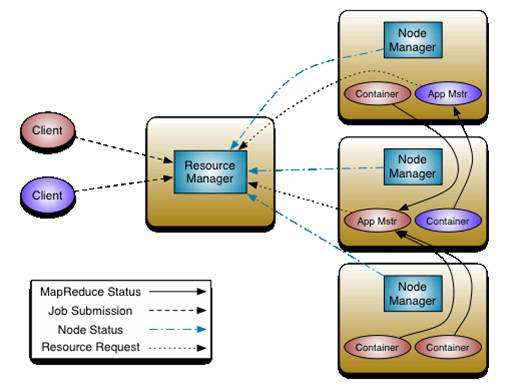 Node
Manager
Container
App Mstr
Client
Resource
Manager
Node
Manager
Client
App Mstr
Container
Node
Manager
MapReduce Status
Job Submission
Node Status
Resource Request
Container
Container